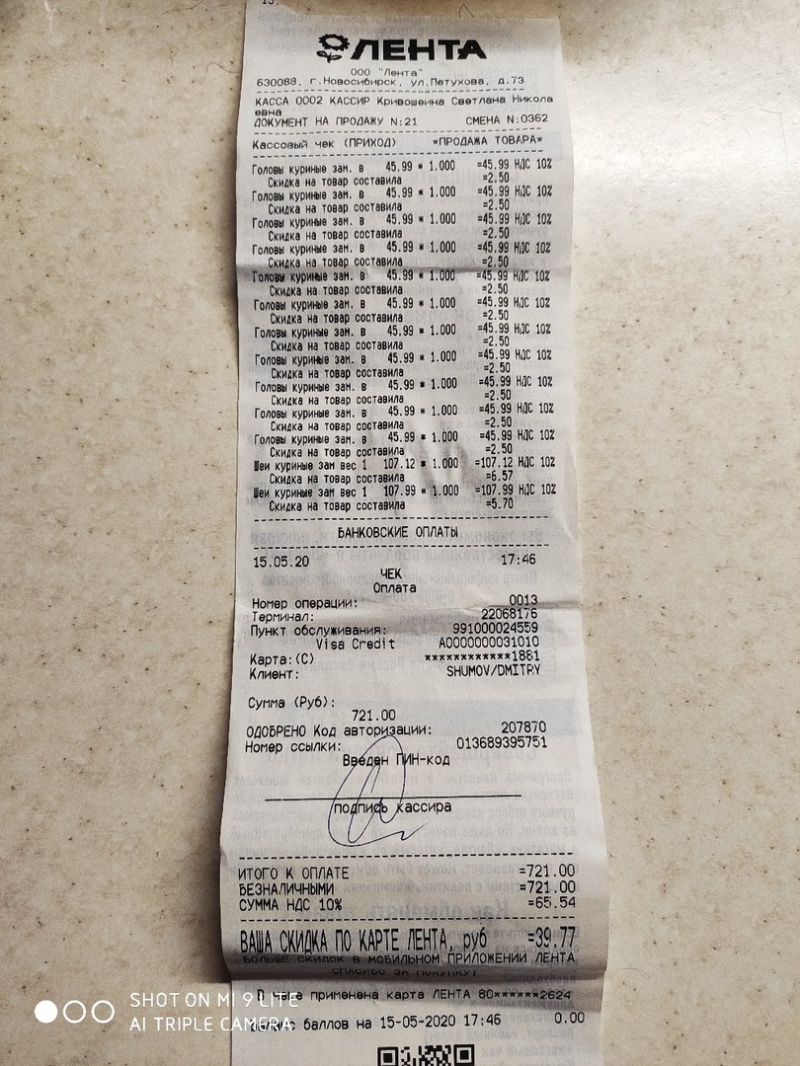 ЛЕНТА
ООО "Лента"
630088, г.Новосибирск, ул.Петухова, д.73
КАССА 0002 КАССИР Кривошеина Светлана Никола
евна
ДОКУМЕНТ НА ПРОДАЖУ N:21 СМЕНА N:0362
Кассовый чек (ПРИХОД) *ПРОДАЖА ТОВАРА*
Головы куриные зам. в 45.99 * 1.000 =45.99 НДС 10%
Скидка на товар составила =2.50
Головы куриные зам. в 45.99 * 1.000 =45.99 НДС 10%
Скидка на товар составила =2.50
Головы куриные зам. в 45.99 * 1.000 =45.99 НДС 10%
Скидка на товар составила =2.50
Головы куриные зам. в 45.99 * 1.000 =45.99 НДС 10%
Скидка на товар составила =2.50
Головы куриные зам. в 45.99 * 1.000 =45.99 НДС 10%
Скидка на товар составила =2.50
Головы куриные зам. в 45.99 * 1.000 =45.99 НДС 10%
Скидка на товар составила =2.50
Головы куриные зам. в 45.99 * 1.000 =45.99 НДС 10%
Скидка на товар составила =2.50
Головы куриные зам. в 45.99 * 1.000 =45.99 НДС 10%
Скидка на товар составила =2.50
Головы куриные зам. в 45.99 * 1.000 =45.99 НДС 10%
Скидка на товар составила =2.50
Головы куриные зам. в 45.99 * 1.000 =45.99 НДС 10%
Скидка на товар составила =2.50
Головы куриные зам. в 45.99 * 1.000 =45.99 НДС 10%
Скидка на товар составила =2.50
Шеи куриные зам вес 1 107.12 * 1.000 =107.12 НДС 10%
Скидка на товар составила =6.57
Шеи куриные зам вес 1 107.99 * 1.000 =107.99 НДС 10%
Скидка на товар составила =5.70
БАНКОВСКИЕ ОПЛАТЫ
15.05.20 17:46
ЧЕК
Оплата
Номер операции: 0013
Терминал: 22068176
Пункт обслуживания: 991000024559
Visa Credit A0000000031010
Карта:(C) ************1881
Клиент: SHUMOV/DMITRY
Сумма (Руб):
721.00
ОДОБРЕНО Код авторизации: 207870
Номер ссылки: 013689395751
Введен ПИН-код
подпись кассира
ИТОГО К ОПЛАТЕ =721.00
БЕЗНАЛИЧНЫМИ =721.00
СУММА НДС 10% =65.54
ВАША СКИДКА ПО КАРТЕ ЛЕНТА, руб =39.77
БОЛЬШЕ СКИДОК В МОБИЛЬНОМ ПРИЛОЖЕНИИ ЛЕНТА
СПАСИБО ЗА ПОКУПКУ!
применена карта ЛЕНТА 80******2624
баллов на 15-05-2020 17:46 0.00
SHOT ON MI 9 LITE
AI TRIPLE CAMERA